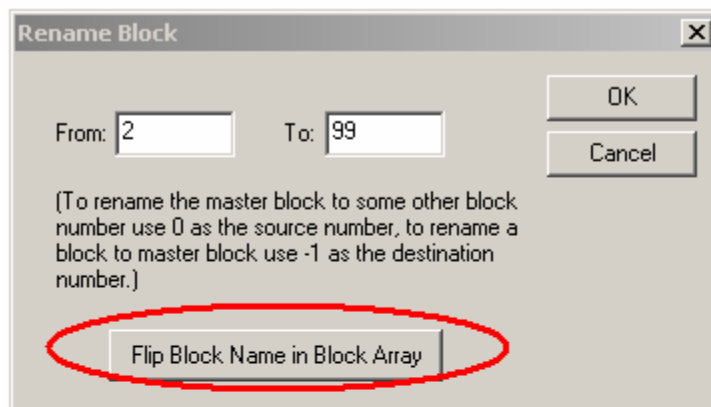 Rename Block
OK
From: 2 To: 99
Cancel
(To rename the master block to some other block
number use 0 as the source number, to rename a
block to master block use -1 as the destination
number.)
Flip Block Name in Block Array